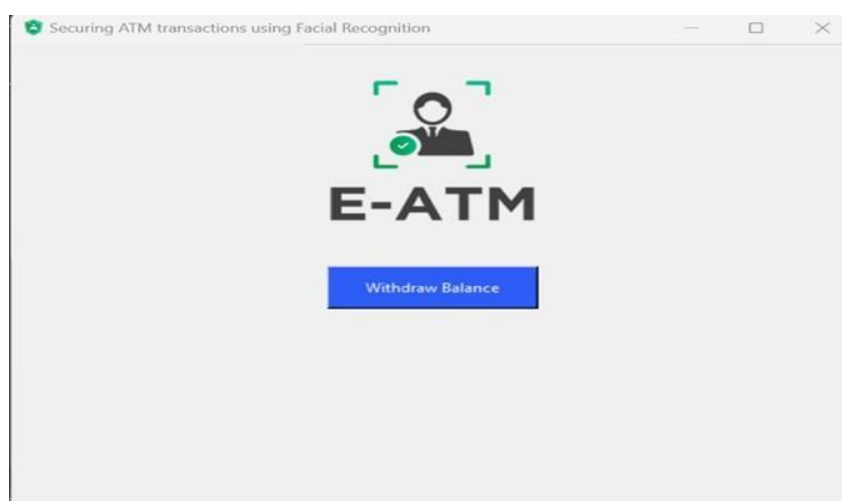 Securing ATM transactions using Facial Recognition
E-ATM
Withdraw Balance